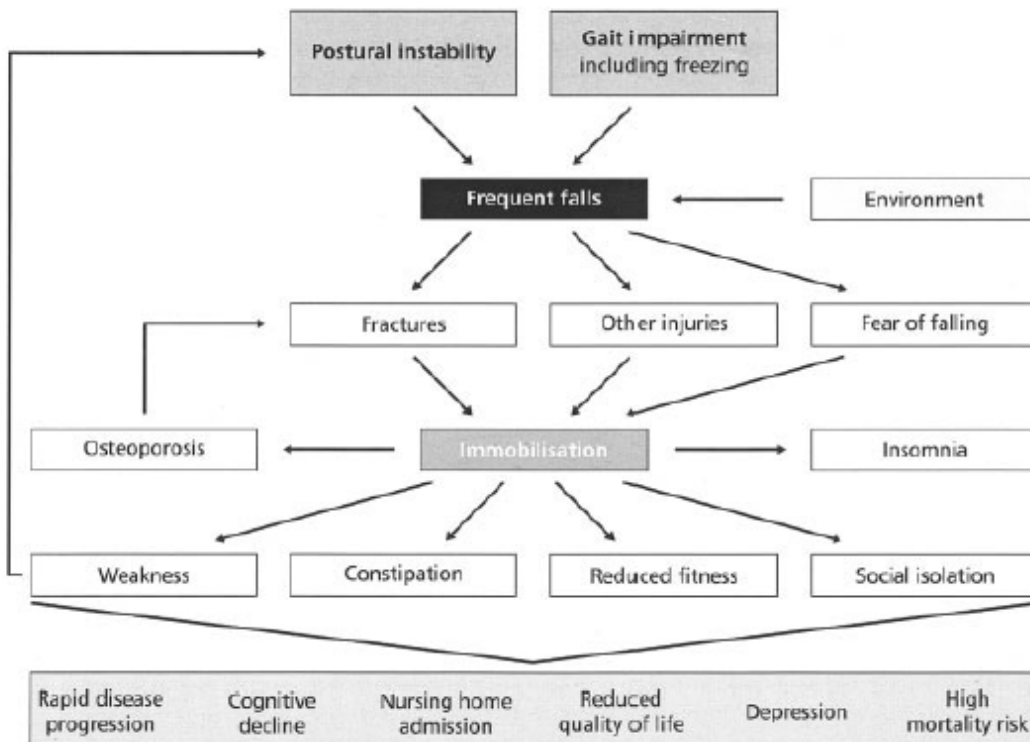 Postural instability
Gait impairment
including freezing
Frequent falls
Environment
Fractures
Other injuries
Fear of falling
Osteoporosis
Immobilisation
Insomnia
Weakness
Constipation
Reduced fitness
Social isolation
Rapid disease
progression
Cognitive
decline
Nursing home
admission
Reduced
quality of life
Depression
High
mortality risk